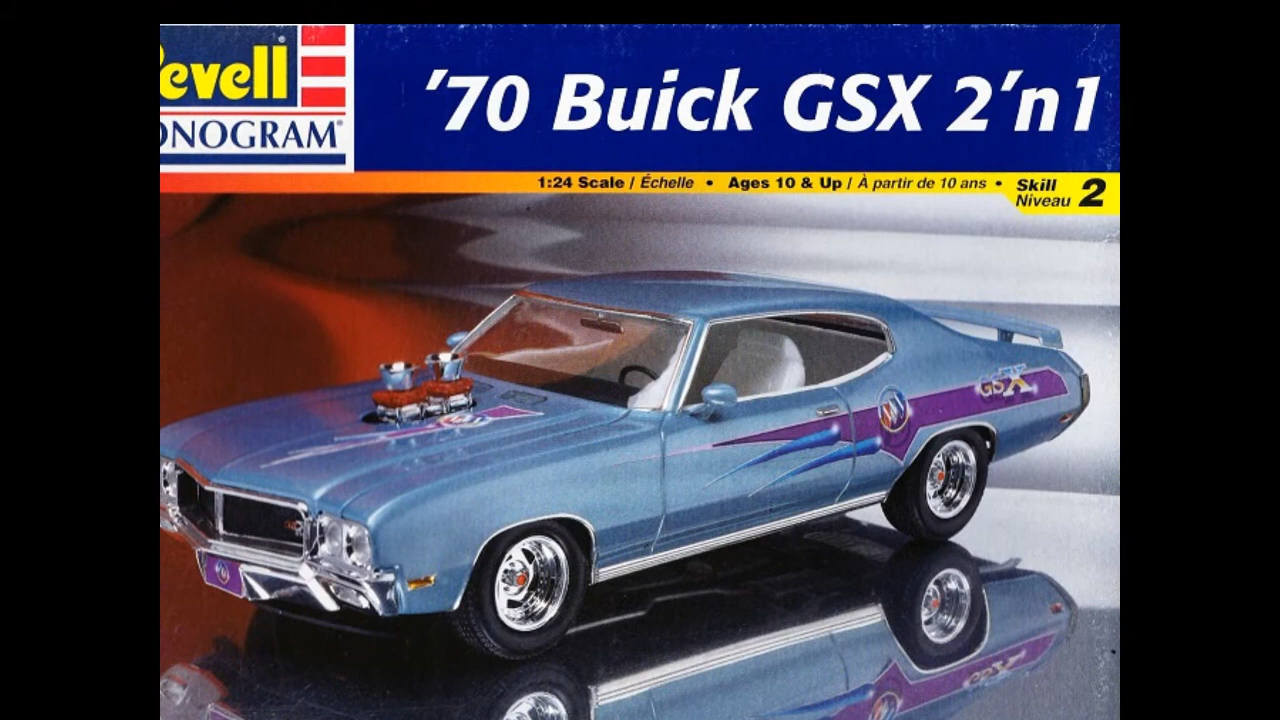 evell
ONOGRAM
'70 Buick GSX 2'n1
1:24 Scale / Échelle • Ages 10 & Up / À partir de 10 ans •
Skill
Niveau 2
GSX